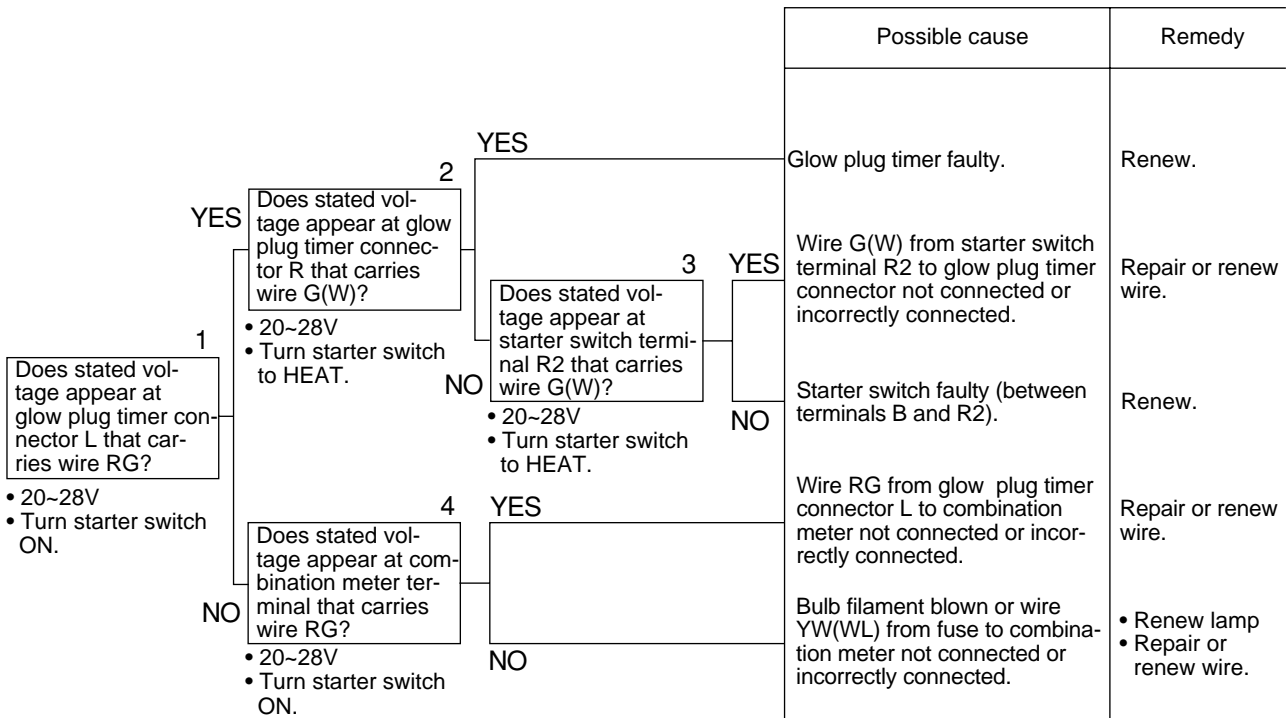 Possible cause
Remedy
1
Does stated vol-
tage appear at
glow plug timer con-
nector L that car-
ries wire RG?
• 20~28V
• Turn starter switch
ON.
YES
2
Does stated vol-
tage appear at glow
plug timer connec-
tor R that carries
wire G(W)?
• 20~28V
• Turn starter switch
to HEAT.
YES
Glow plug timer faulty.
Renew.
NO
3
Does stated vol-
tage appear at
starter switch termi-
nal R2 that carries
wire G(W)?
• 20~28V
• Turn starter switch
to HEAT.
YES
Wire G(W) from starter switch
terminal R2 to glow plug timer
connector not connected or
incorrectly connected.
Repair or renew
wire.
NO
Starter switch faulty (between
terminals B and R2).
Renew.
NO
4
Does stated vol-
tage appear at com-
bination meter ter-
minal that carries
wire RG?
• 20~28V
• Turn starter switch
ON.
YES
Wire RG from glow plug timer
connector L to combination
meter not connected or incor-
rectly connected.
Repair or renew
wire.
NO
Bulb filament blown or wire
YW(WL) from fuse to combina-
tion meter not connected or
incorrectly connected.
• Renew lamp
• Repair or
renew wire.